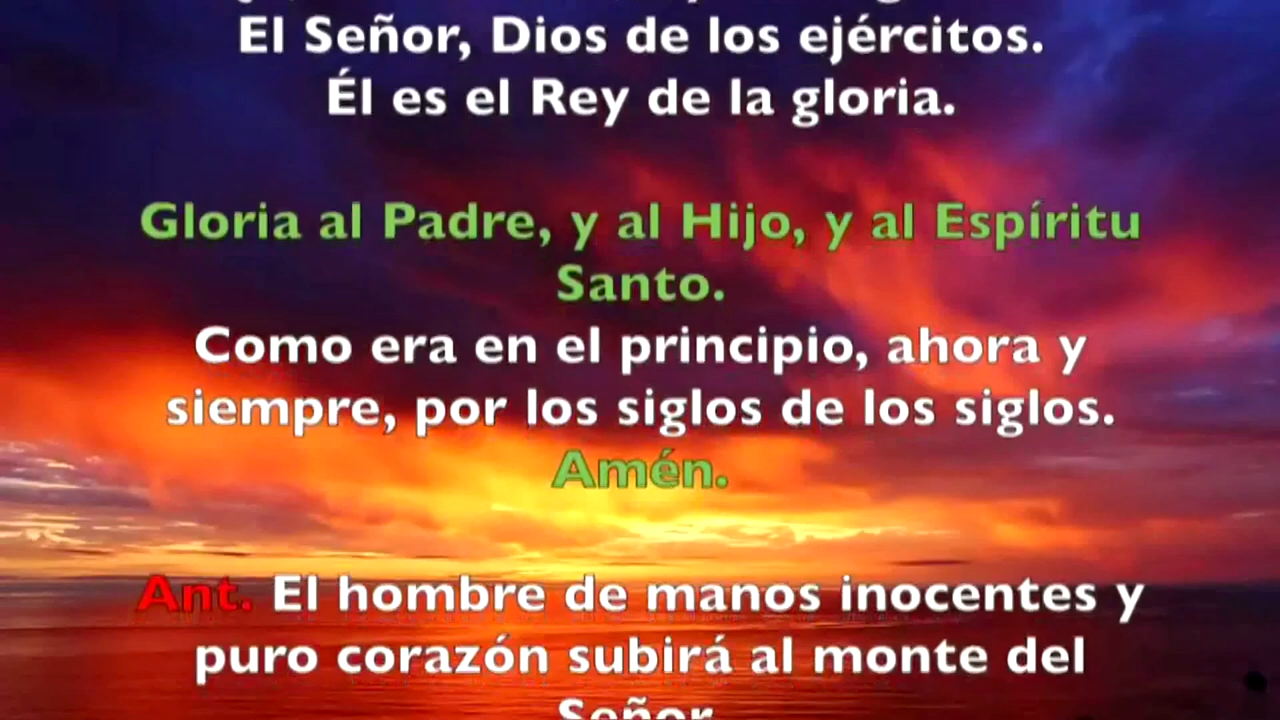 El Señor, Dios de los ejércitos.
Él es el Rey de la gloria.
Gloria al Padre, y al Hijo, y al Espíritu
Santo.
Como era en el principio, ahora y
siempre, por los siglos de los siglos.
Amén.
Ant. El hombre de manos inocentes y
puro corazón subirá al monte del
Señor